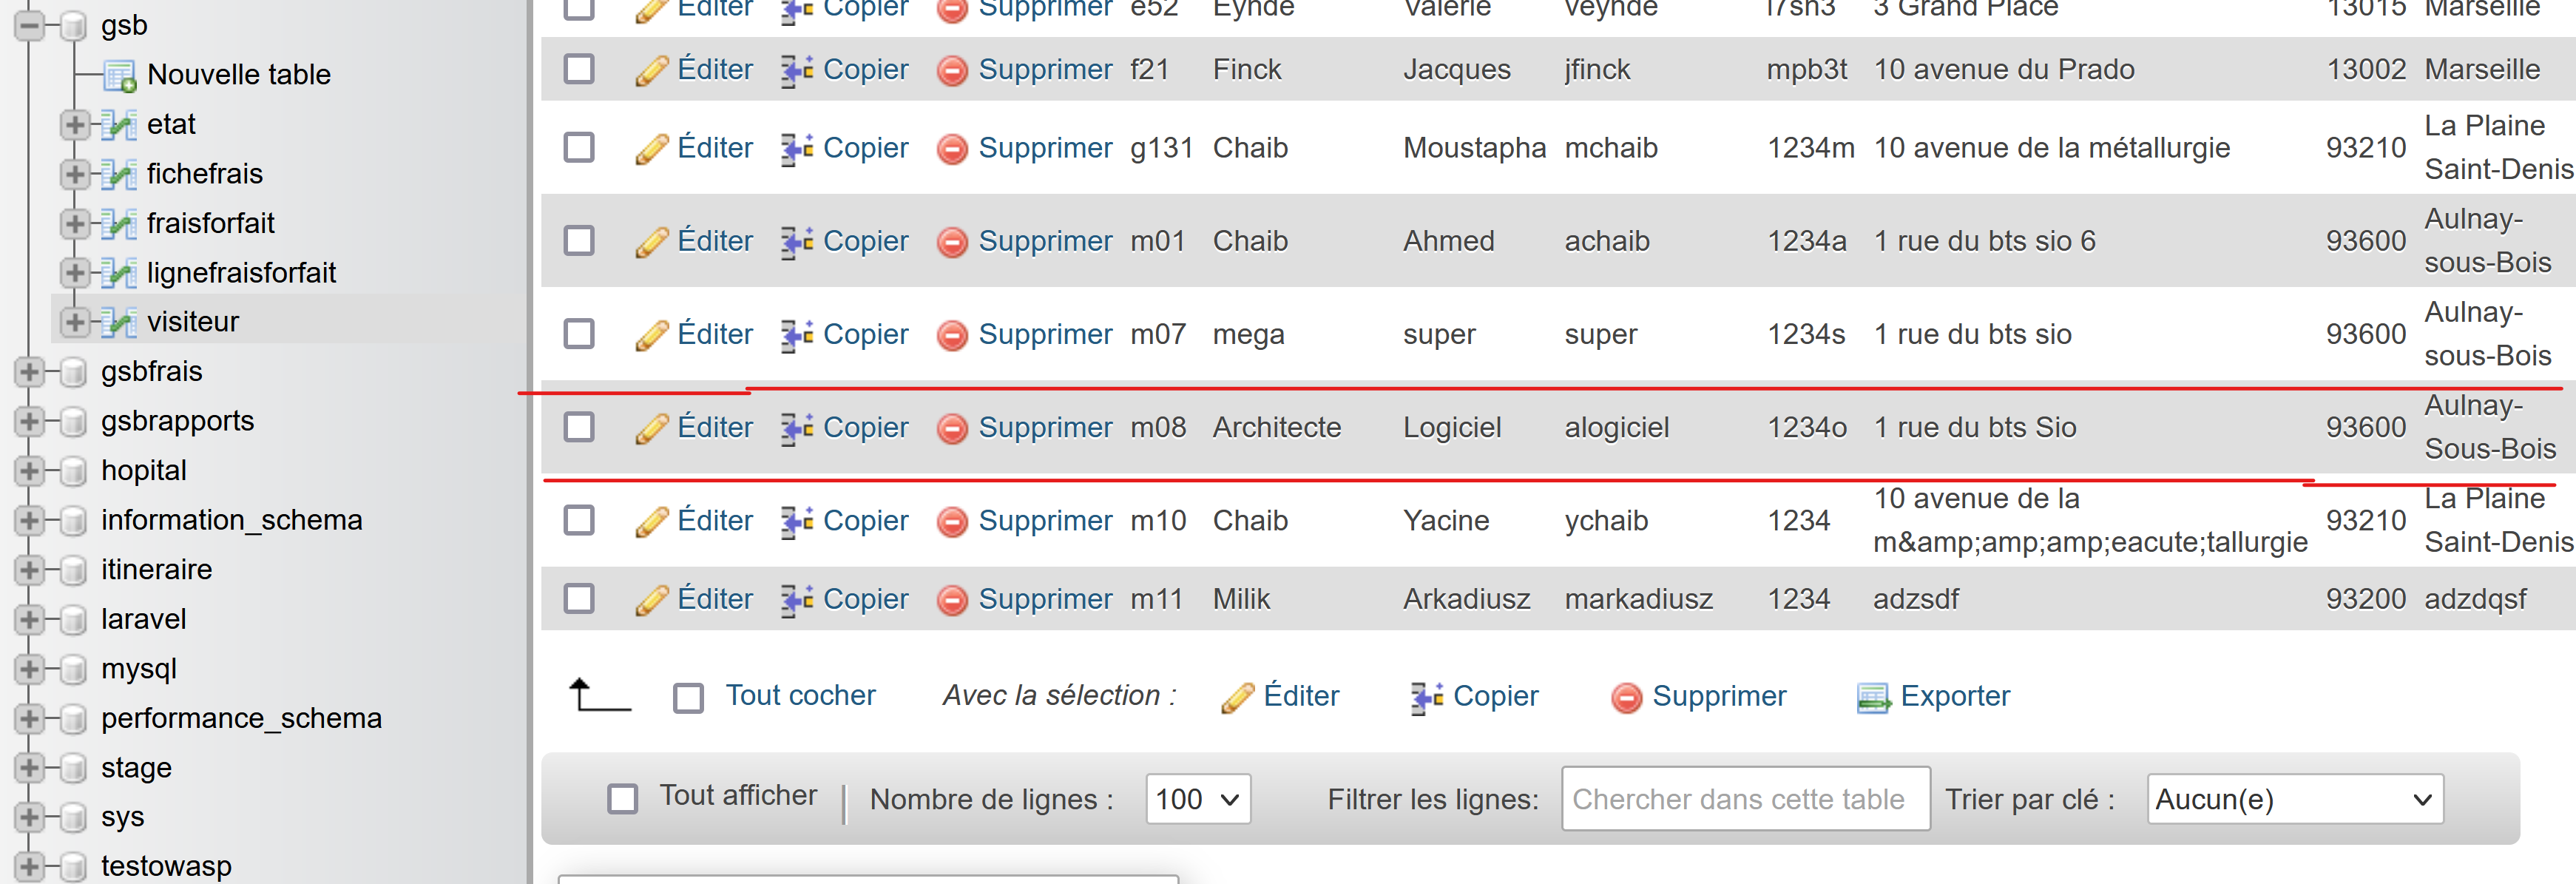 gsb
Nouvelle table
etat
fichefrais
fraisforfait
lignefraisforfait
visiteur
gsbfrais
gsbrapports
hopital
information_schema
itineraire
laravel
mysql
performance_schema
stage
sys
testowasp
Éditer Copier Supprimer e52 Eynde Valérie veynde i7sn3 3 Grand Place 13015 Marseille
Éditer Copier Supprimer f21 Finck Jacques jfinck mpb3t 10 avenue du Prado 13002 Marseille
Éditer Copier Supprimer g131 Chaib Moustapha mchaib 1234m 10 avenue de la métallurgie 93210 La Plaine
Saint-Denis
Éditer Copier Supprimer m01 Chaib Ahmed achaib 1234a 1 rue du bts sio 6 93600 Aulnay-
sous-Bois
Éditer Copier Supprimer m07 mega super super 1234s 1 rue du bts sio 93600 Aulnay-
sous-Bois
Éditer Copier Supprimer m08 Architecte Logiciel alogiciel 1234o 1 rue du bts Sio 93600 Aulnay-
Sous-Bois
Éditer Copier Supprimer m10 Chaib Yacine ychaib 1234 10 avenue de la
m&amp;amp;amp;eacute;tallurgie 93210 La Plaine
Saint-Denis
Éditer Copier Supprimer m11 Milik Arkadiusz markadiusz 1234 adzsdf 93200 adzdqsf
Tout cocher Avec la sélection : Éditer Copier Supprimer Exporter
Tout afficher Nombre de lignes : 100 Filtrer les lignes: Chercher dans cette table Trier par clé : Aucun(e)